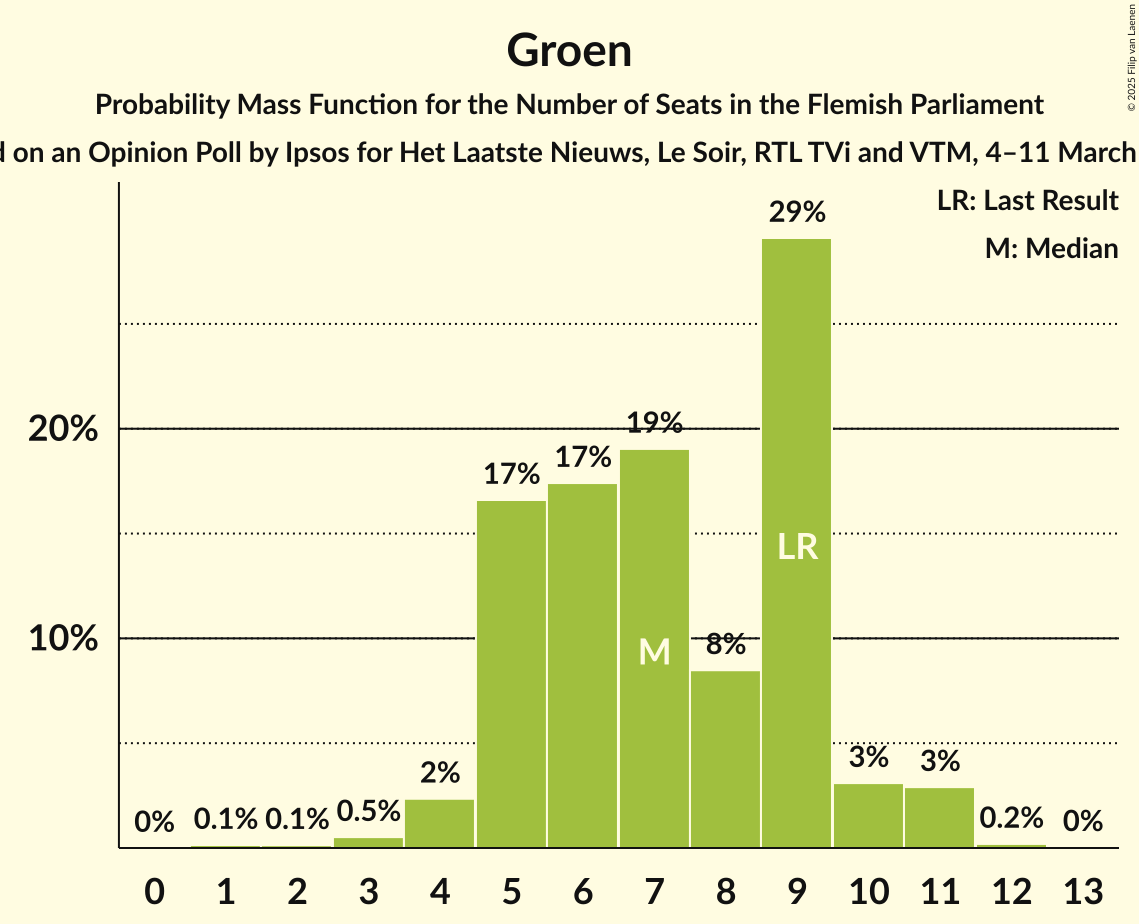 Groen
Probability Mass Function for the Number of Seats in the Flemish Parliament
on an Opinion Poll by Ipsos for Het Laatste Nieuws, Le Soir, RTL TVi and VTM, 4–11 March
© 2025 Filip van Laenen
LR: Last Result
M: Median
29%
20%
19%
17%
17%
LR
10%
M
8%
3%
3%
2%
0.5%
0%
0.1%
0.1%
0.2%
0%
0 1 2 3 4 5 6 7 8 9 10 11 12 13